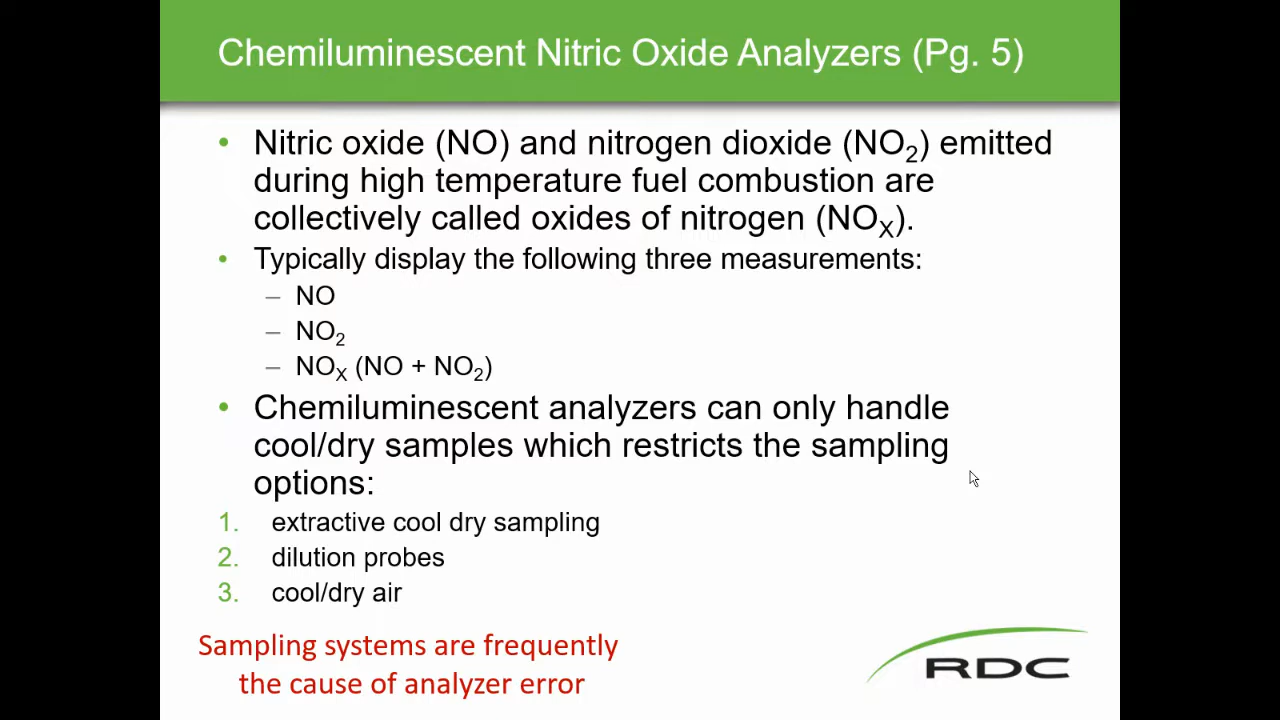 Chemiluminescent Nitric Oxide Analyzers (Pg. 5)
• Nitric oxide (NO) and nitrogen dioxide (NO₂) emitted
during high temperature fuel combustion are
collectively called oxides of nitrogen (NOX).
• Typically display the following three measurements:
– NO
– NO₂
– NOX (NO + NO₂)
• Chemiluminescent analyzers can only handle
cool/dry samples which restricts the sampling
options:
1. extractive cool dry sampling
2. dilution probes
3. cool/dry air
Sampling systems are frequently
the cause of analyzer error
RDC